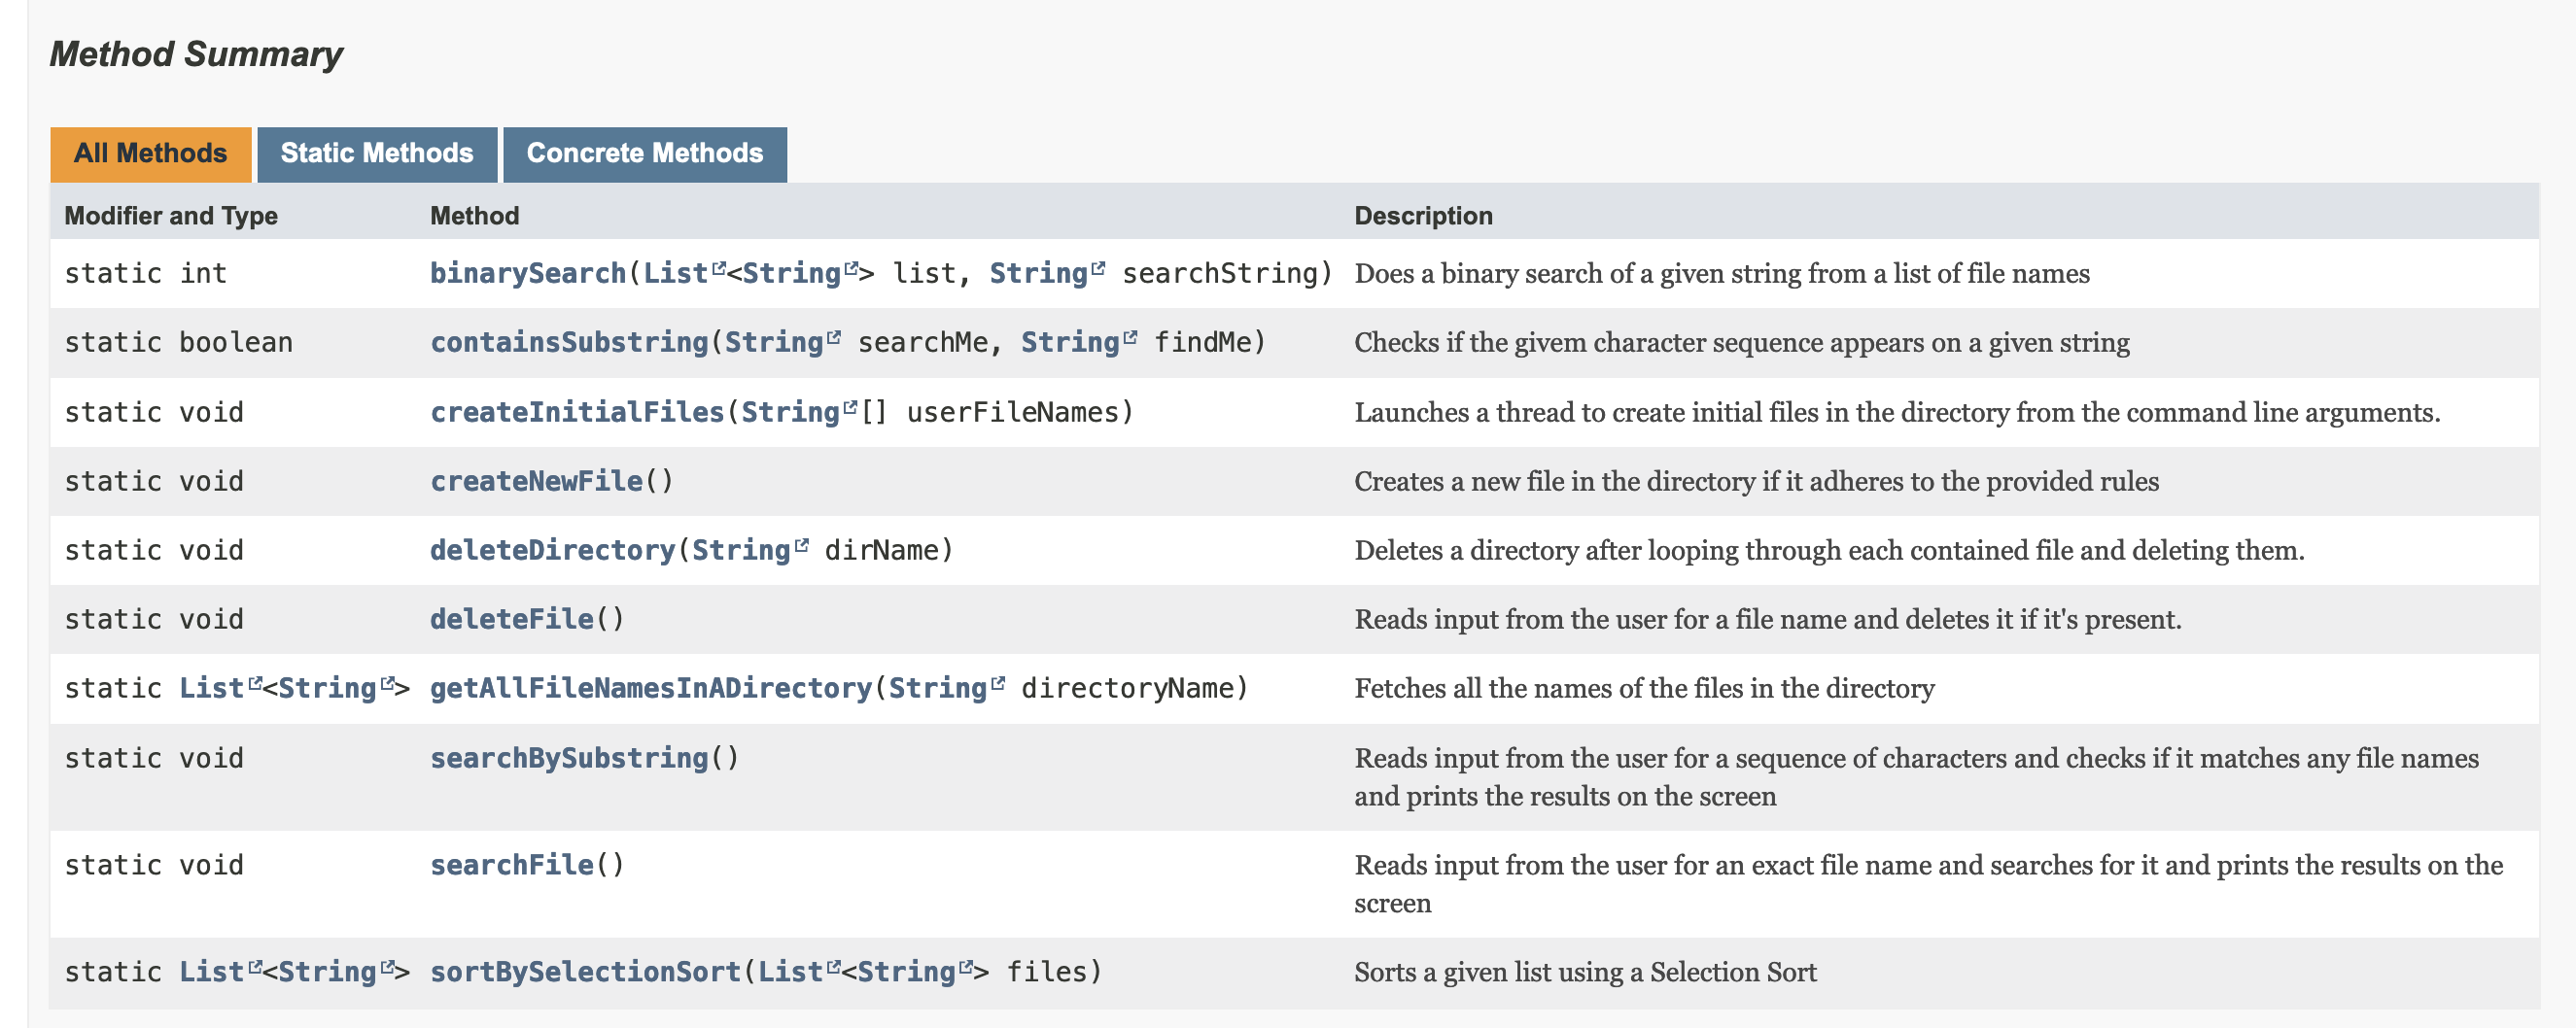 Method Summary
All Methods Static Methods Concrete Methods
Modifier and Type Method Description
static int binarySearch(List<String> list, String searchString) Does a binary search of a given string from a list of file names
static boolean containsSubstring(String searchMe, String findMe) Checks if the givem character sequence appears on a given string
static void createInitialFiles(String[] userFileNames) Launches a thread to create initial files in the directory from the command line arguments.
static void createNewFile() Creates a new file in the directory if it adheres to the provided rules
static void deleteDirectory(String dirName) Deletes a directory after looping through each contained file and deleting them.
static void deleteFile() Reads input from the user for a file name and deletes it if it's present.
static List<String> getAllFileNamesInADirectory(String directoryName) Fetches all the names of the files in the directory
static void searchBySubstring() Reads input from the user for a sequence of characters and checks if it matches any file names
and prints the results on the screen
static void searchFile() Reads input from the user for an exact file name and searches for it and prints the results on the
screen
static List<String> sortBySelectionSort(List<String> files) Sorts a given list using a Selection Sort